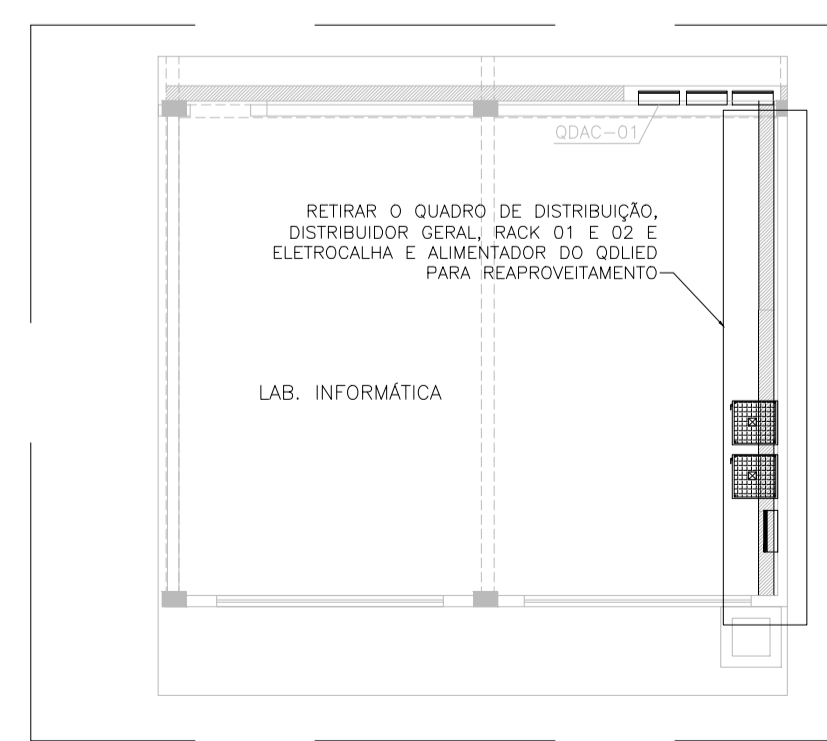 QDAC-01
RETIRAR O QUADRO DE DISTRIBUIÇÃO,
DISTRIBUIDOR GERAL, RACK 01 E 02 E
ELETROCALHA E ALIMENTADOR DO QDLIED
PARA REAPROVEITAMENTO
LAB. INFORMÁTICA